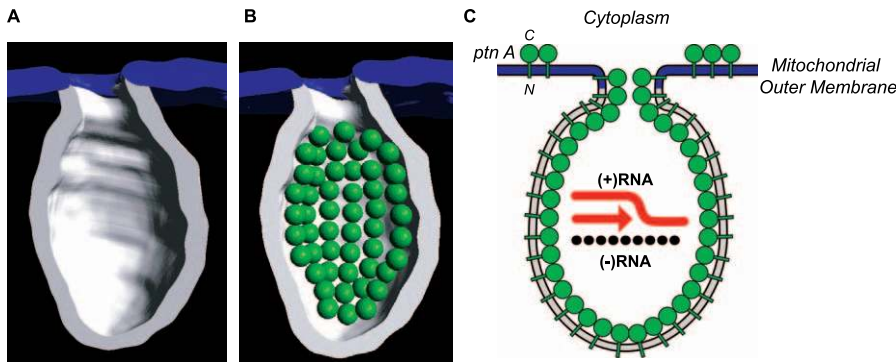 A
B
C
Cytoplasm
C
ptn A
N
Mitochondrial
Outer Membrane
(+)RNA
(-)RNA